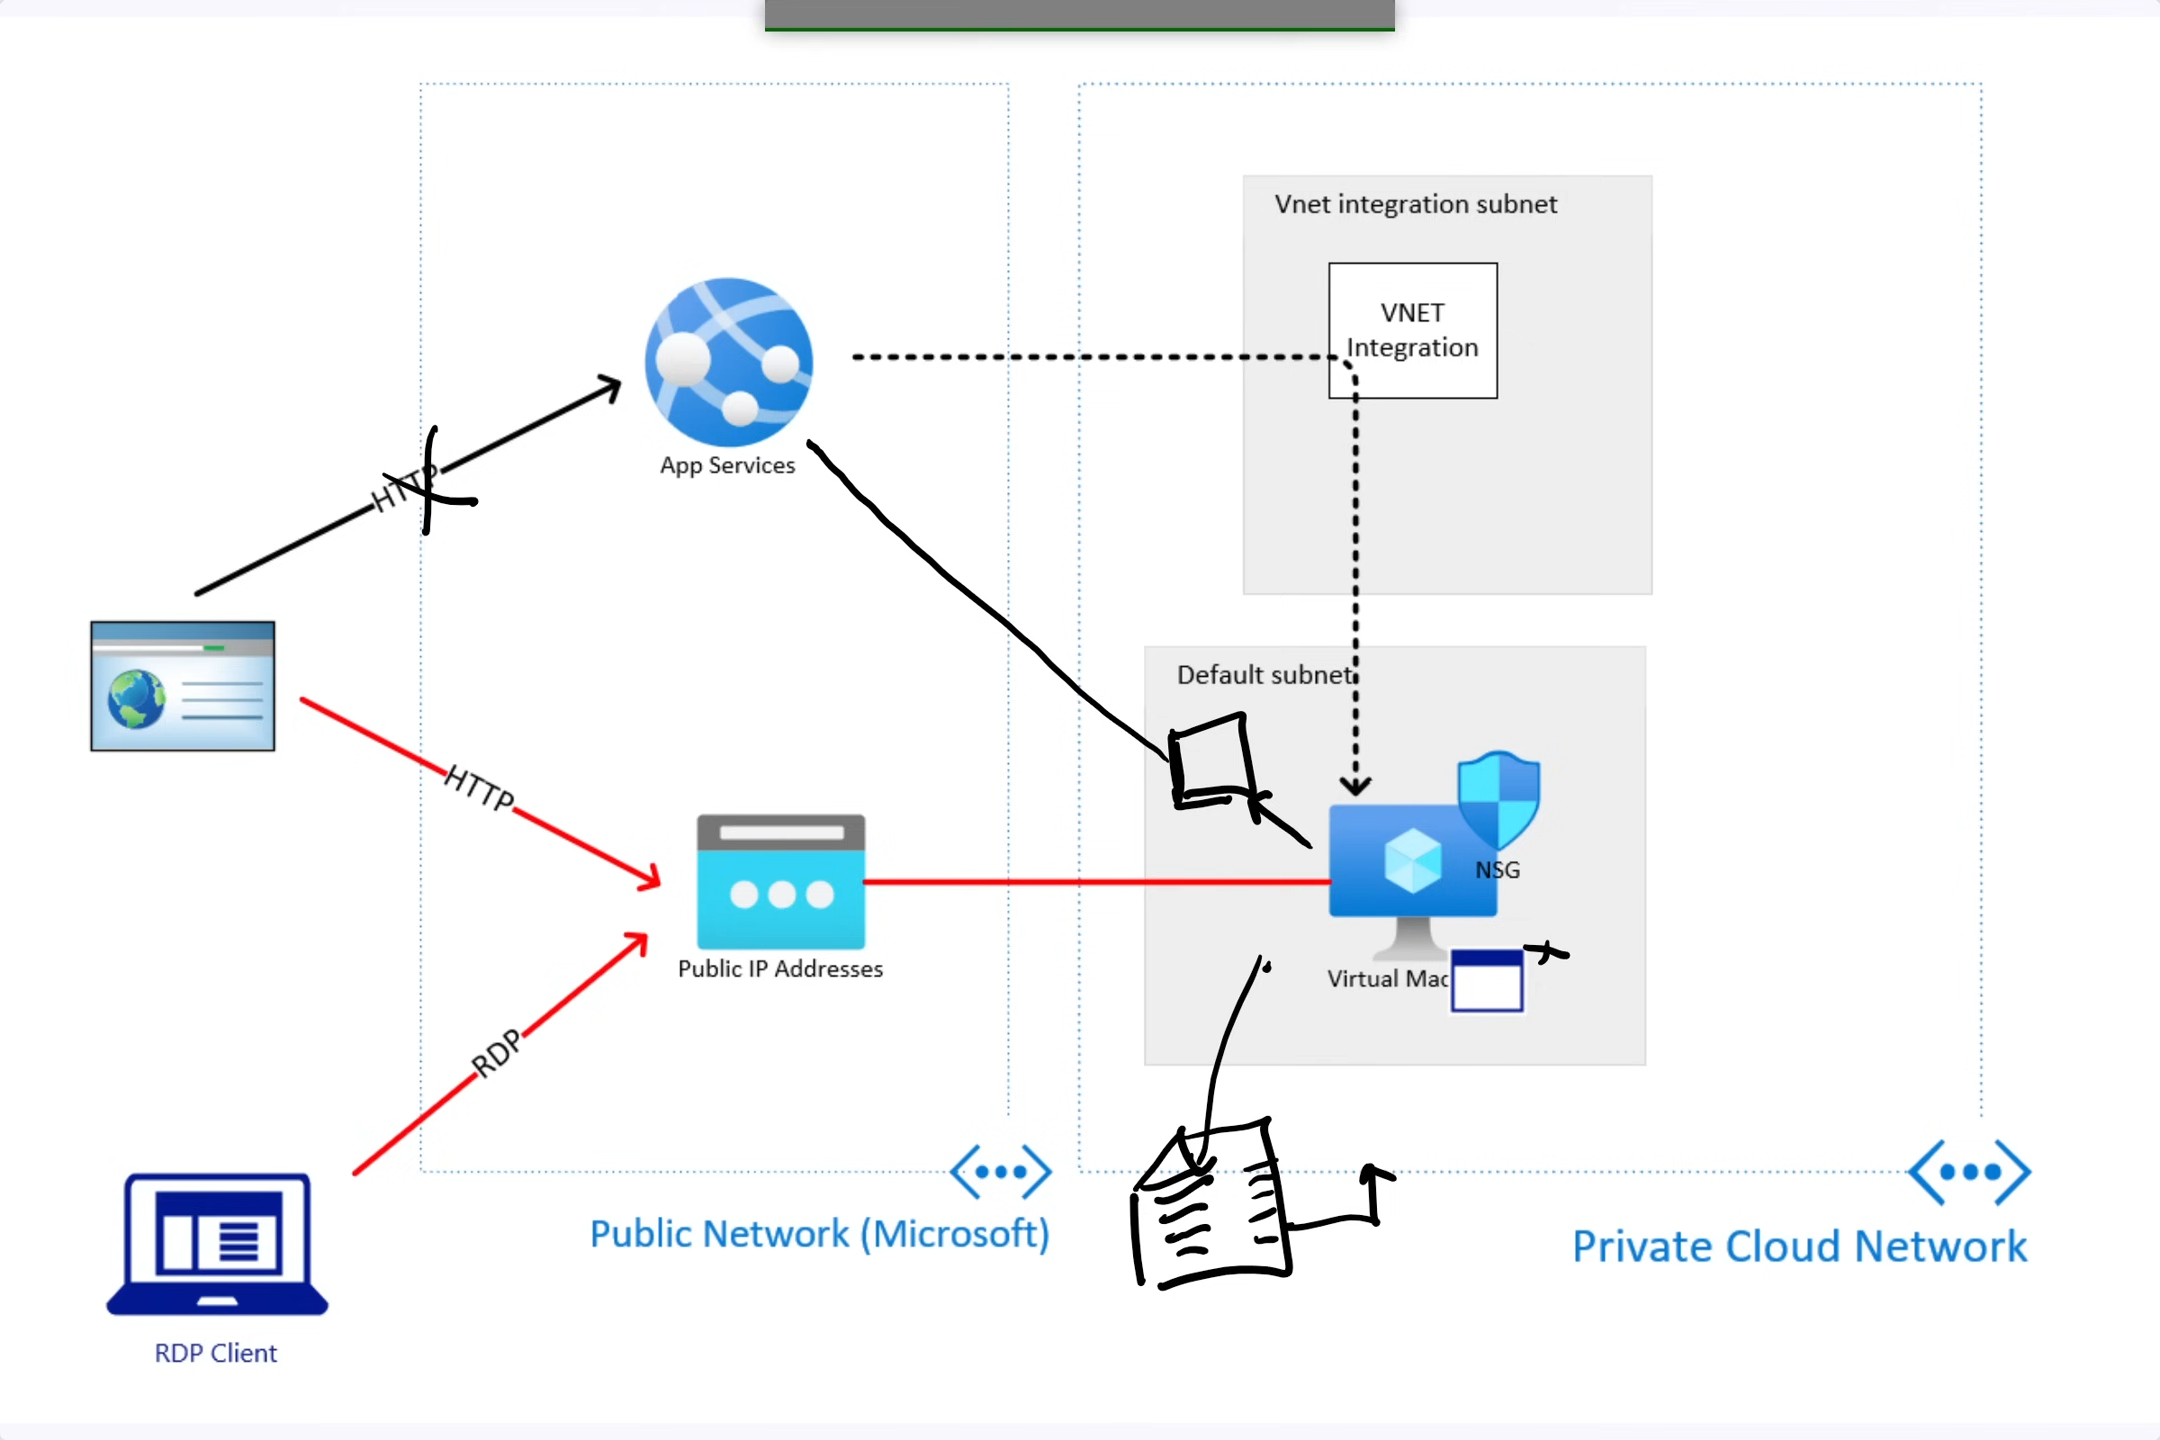 Vnet integration subnet
VNET
Integration
App Services
HTTP
Default subnet
HTTP
NSG
Public IP Addresses
Virtual Mac
RDP
Public Network (Microsoft)
Private Cloud Network
RDP Client